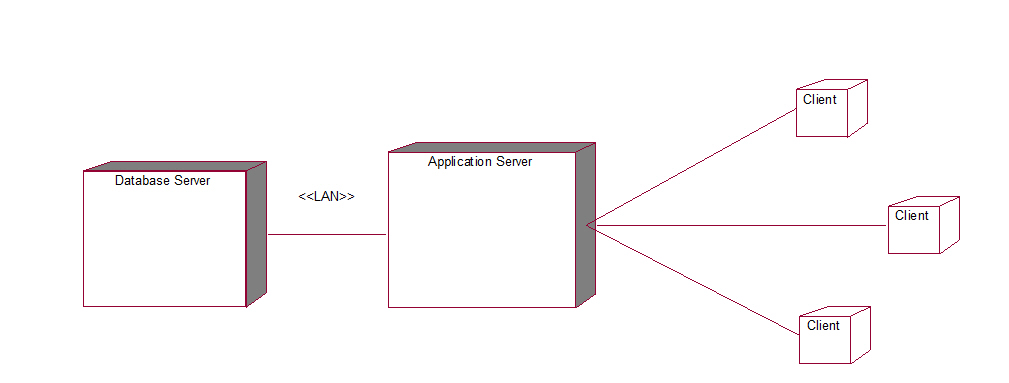 Database Server
<<LAN>>
Application Server
Client
Client
Client